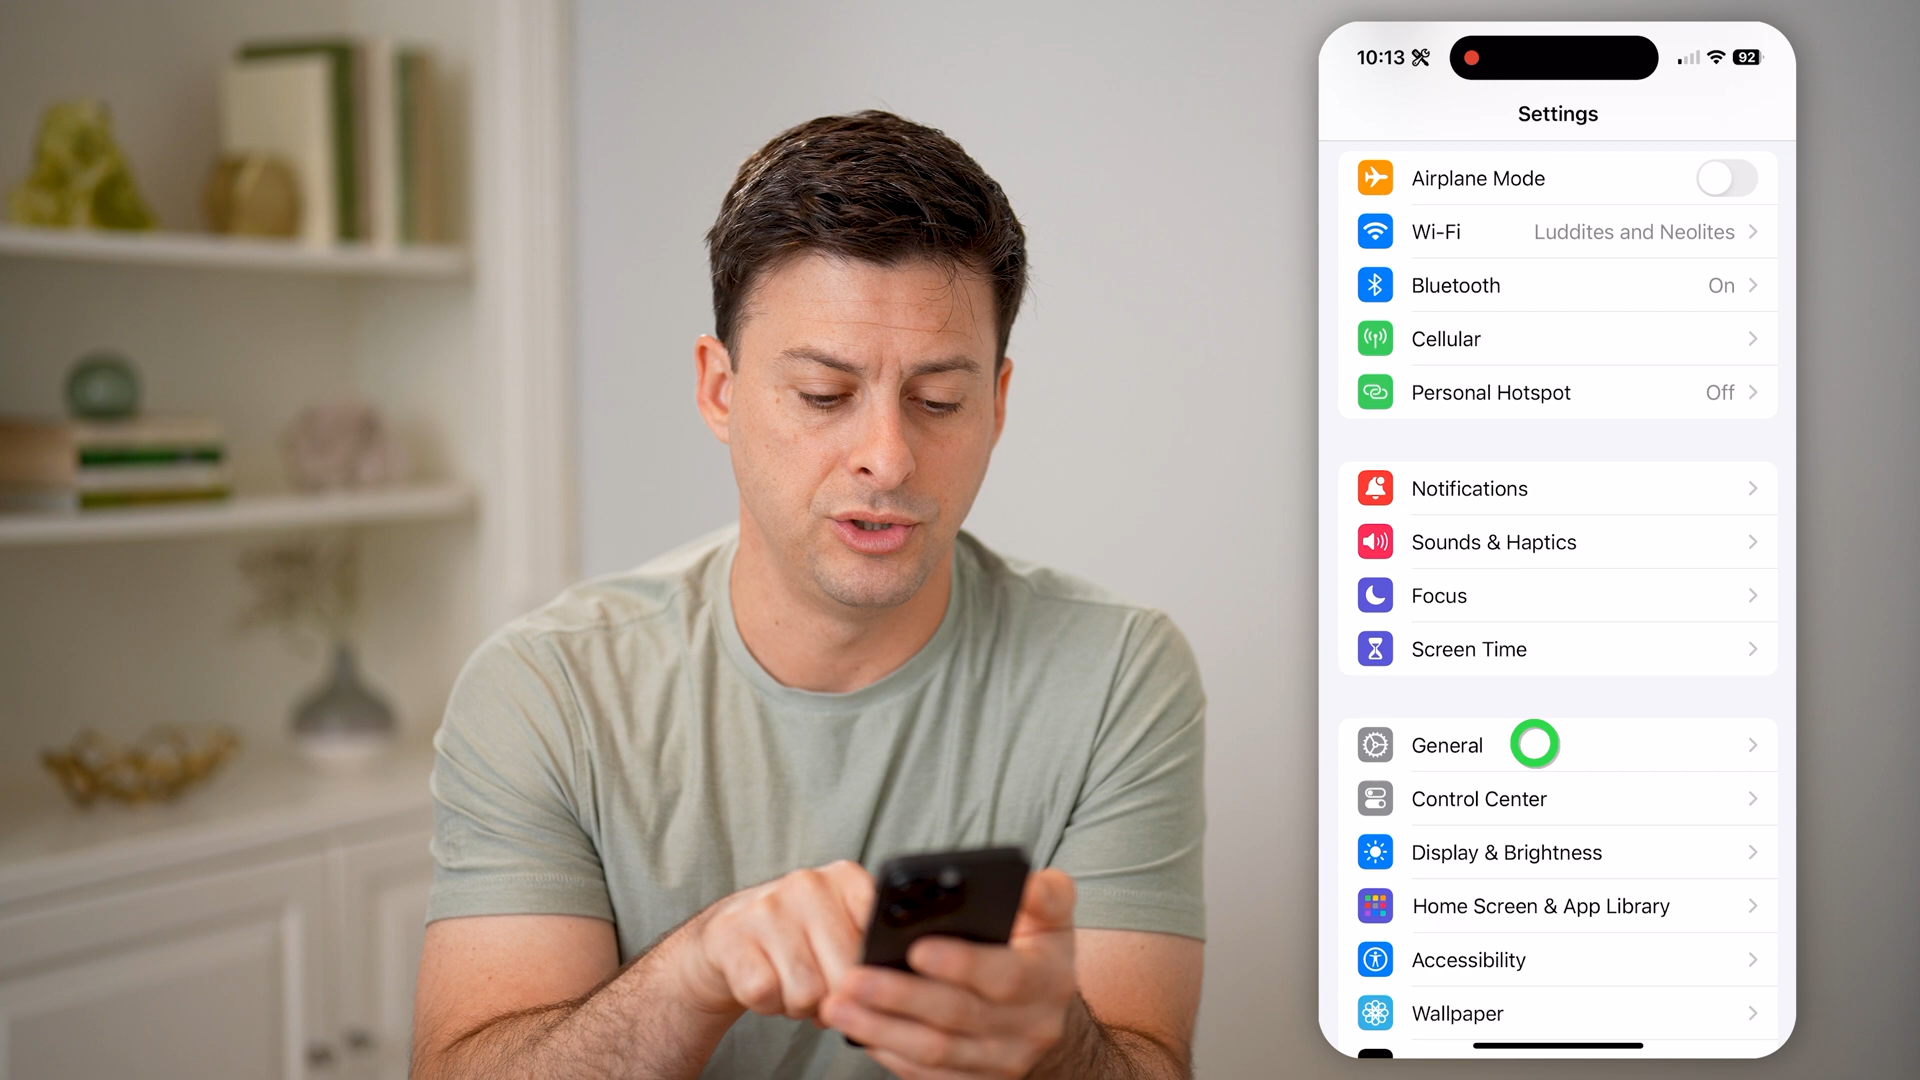 10:13
92
Settings
Airplane Mode
Wi-Fi Luddites and Neolites
Bluetooth On
Cellular
Personal Hotspot Off
Notifications
Sounds & Haptics
Focus
Screen Time
General
Control Center
Display & Brightness
Home Screen & App Library
Accessibility
Wallpaper